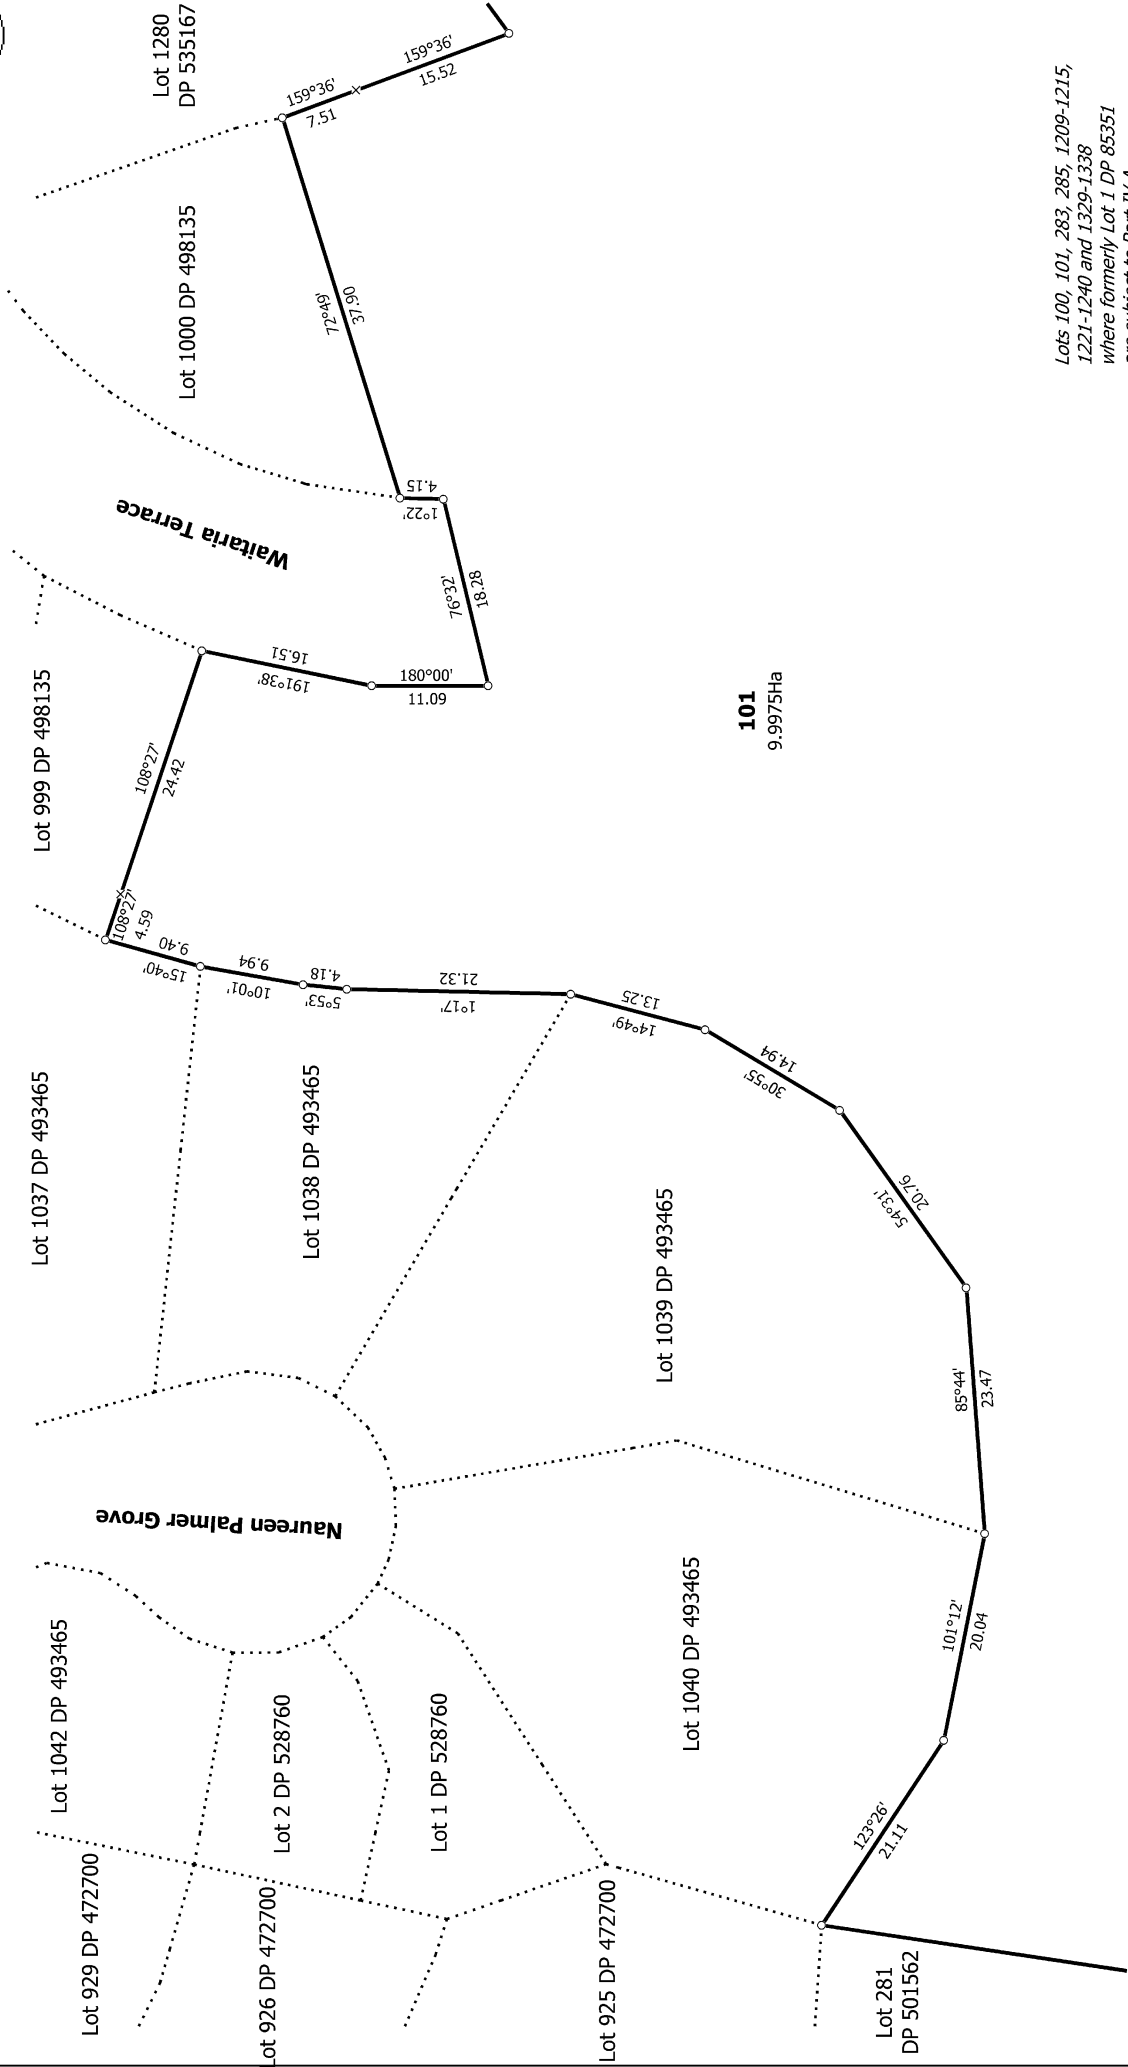 Lot 1280
DP 535167
159°36'
7.51
159°36'
15.52
Lot 1000 DP 498135
72°49'
37.90
Waitaria Terrace
4.15
1°22'
76°32'
18.28
180°00'
11.09
16.51
191°38'
Lot 999 DP 498135
108°27'
24.42
108°27'
4.59
9.40
15°40'
9.94
10°01'
4.18
5°53'
21.32
1°17'
13.25
14°49'
14.94
30°55'
20.76
54°31'
85°44'
23.47
101°12'
20.04
123°26'
21.11
101
9.9975Ha
Lot 1037 DP 493465
Lot 1038 DP 493465
Lot 1039 DP 493465
Naureen Palmer Grove
Lot 1040 DP 493465
Lot 1042 DP 493465
Lot 2 DP 528760
Lot 1 DP 528760
Lot 929 DP 472700
Lot 926 DP 472700
Lot 925 DP 472700
Lot 281
DP 501562
Lots 100, 101, 283, 285, 1209-1215,
1221-1240 and 1329-1338
where formerly Lot 1 DP 85351
are subject to Part IV A